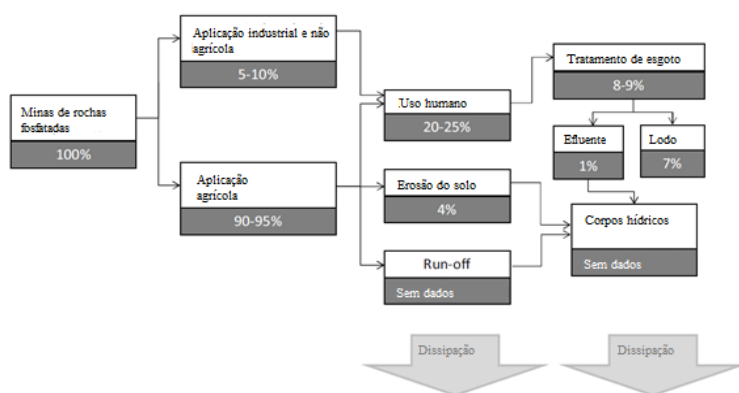 Minas de rochas
fosfatadas
100%
Aplicação industrial e não
agrícola
5-10%
Aplicação
agrícola
90-95%
Uso humano
20-25%
Erosão do solo
4%
Run-off
Sem dados
Tratamento de esgoto
8-9%
Efluente
1%
Lodo
7%
Corpos hídricos
Sem dados
Dissipação
Dissipação